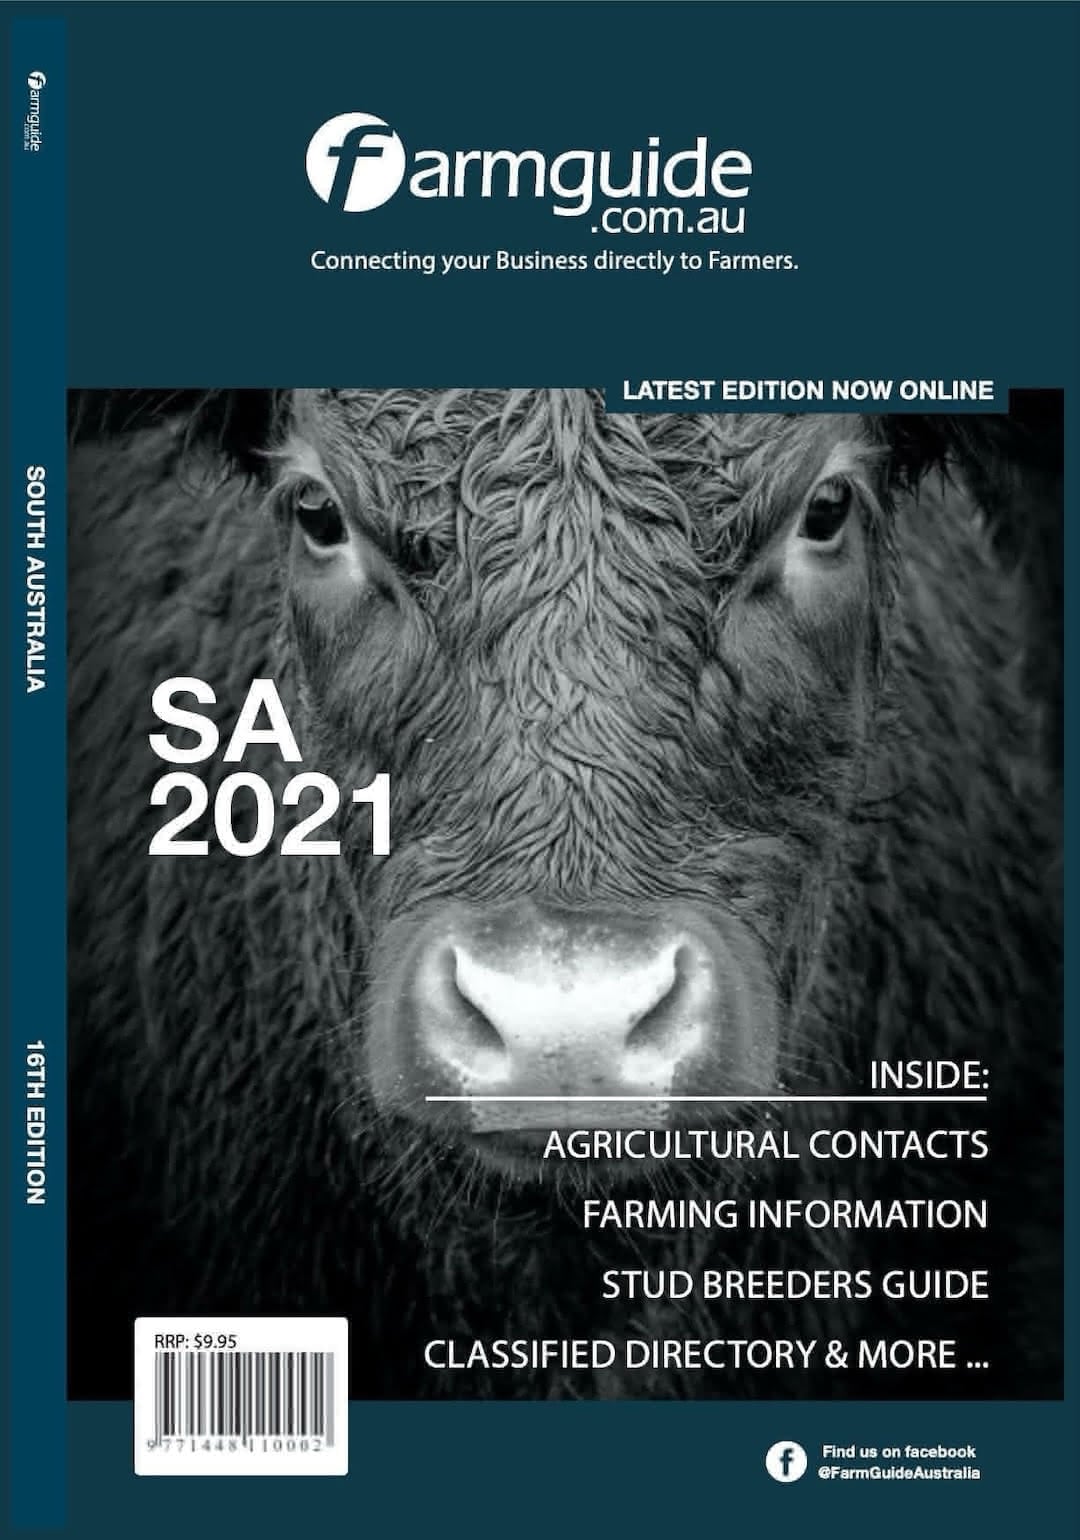 farmguide
.com.au
SOUTH AUSTRALIA
16TH EDITION
farmguide
.com.au
Connecting your Business directly to Farmers.
LATEST EDITION NOW ONLINE
SA
2021
INSIDE:
AGRICULTURAL CONTACTS
FARMING INFORMATION
STUD BREEDERS GUIDE
CLASSIFIED DIRECTORY & MORE ...
RRP: $9.95
9 771448 110002
f Find us on facebook
@FarmGuideAustralia